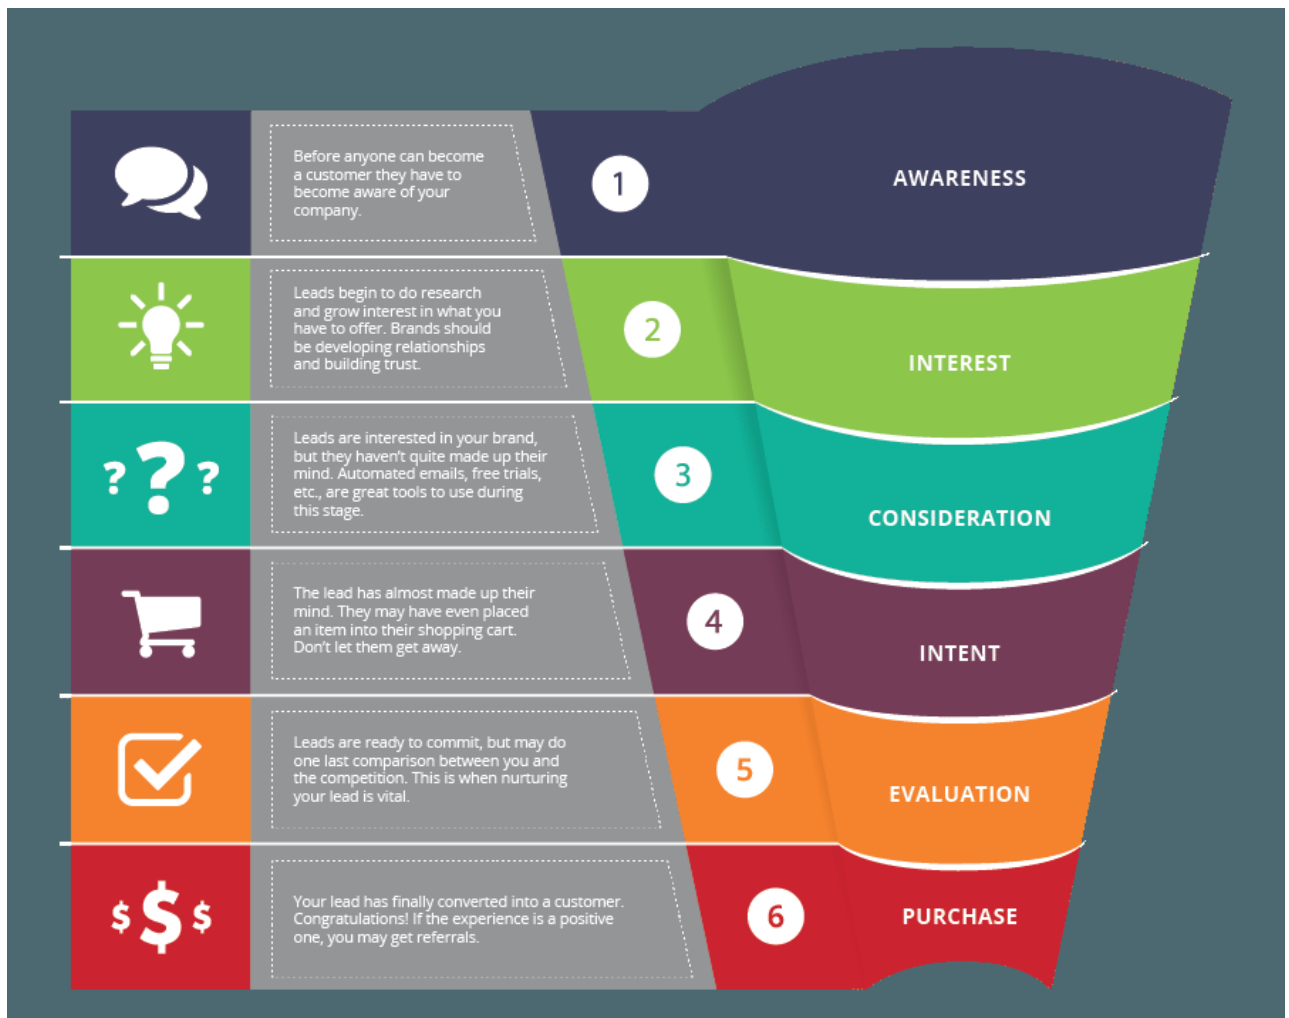 Before anyone can become
a customer they have to
become aware of your
company.
1
AWARENESS
Leads begin to do research
and grow interest in what you
have to offer. Brands should
be developing relationships
and building trust.
2
INTEREST
? ? ?
Leads are interested in your brand,
but they haven't quite made up their
mind. Automated emails, free trials,
etc., are great tools to use during
this stage.
3
CONSIDERATION
The lead has almost made up their
mind. They may have even placed
an item into their shopping cart.
Don't let them get away.
4
INTENT
Leads are ready to commit, but may do
one last comparison between you and
the competition. This is when nurturing
your lead is vital.
5
EVALUATION
$ $ $
Your lead has finally converted into a customer.
Congratulations! If the experience is a positive
one, you may get referrals.
6
PURCHASE